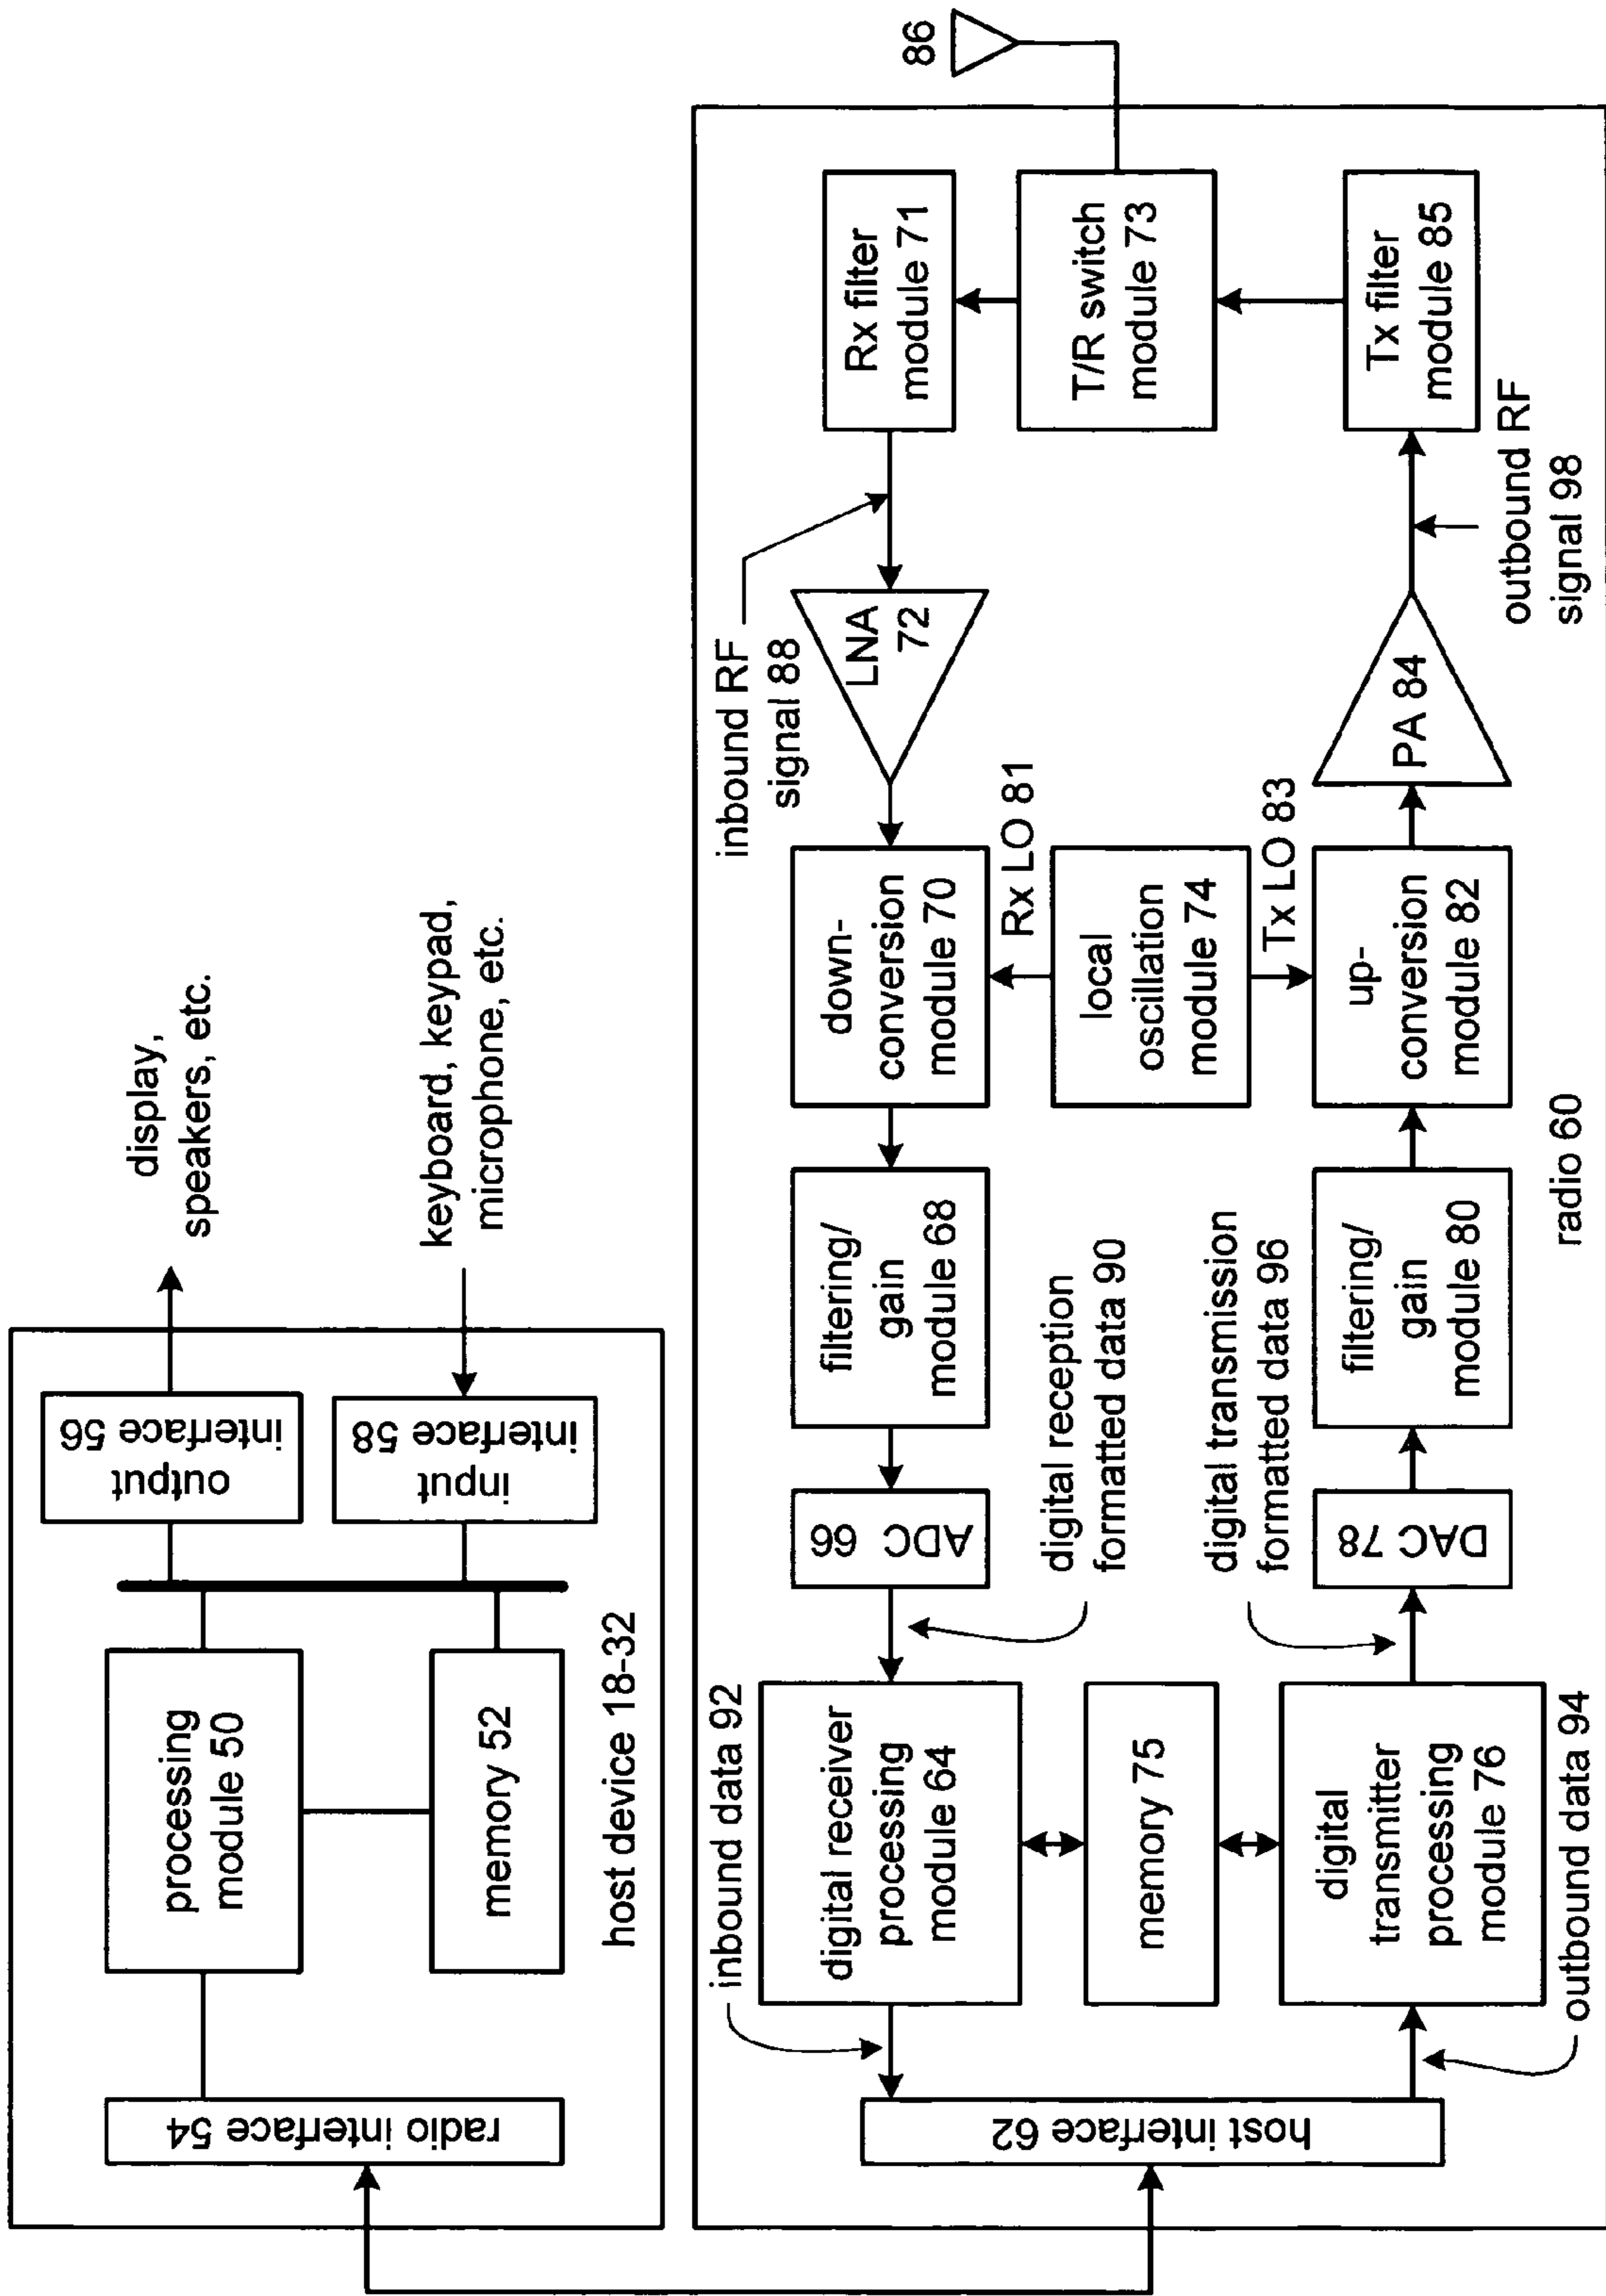 display,
speakers, etc.
keyboard, keypad,
microphone, etc.
output
interface 56
input
interface 58
processing
module 50
memory 52
radio interface 54
host device 18-32
86
Rx filter
module 71
T/R switch
module 73
Tx filter
module 85
inbound RF
signal 88
LNA
72
PA 84
outbound RF
signal 98
down-
conversion
module 70
Rx LO 81
local
oscillation
module 74
Tx LO 83
up-
conversion
module 82
filtering/
gain
module 68
filtering/
gain
module 80
radio 60
ADC 66
digital reception
formatted data 90
digital transmission
formatted data 96
DAC 78
inbound data 92
digital receiver
processing
module 64
memory 75
digital
transmitter
processing
module 76
outbound data 94
host interface 62